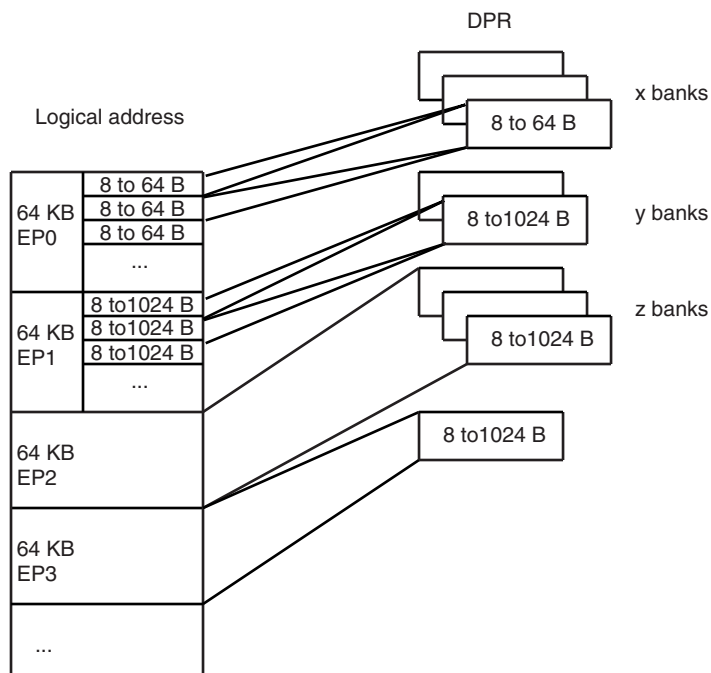 DPR
x banks
8 to 64 B
Logical address
64 KB
EP0
8 to 64 B
8 to 64 B
8 to 64 B
...
y banks
8 to1024 B
64 KB
EP1
8 to1024 B
8 to1024 B
8 to1024 B
...
z banks
8 to1024 B
64 KB
EP2
8 to1024 B
64 KB
EP3
...